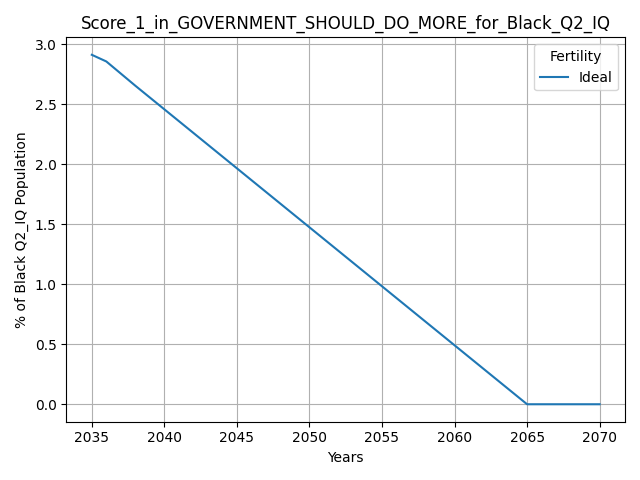 Score_1_in_GOVERNMENT_SHOULD_DO_MORE_for_Black_Q2_IQ
Fertility
Ideal
% of Black Q2_IQ Population
3.0
2.5
2.0
1.5
1.0
0.5
0.0
2035 2040 2045 2050 2055 2060 2065 2070
Years